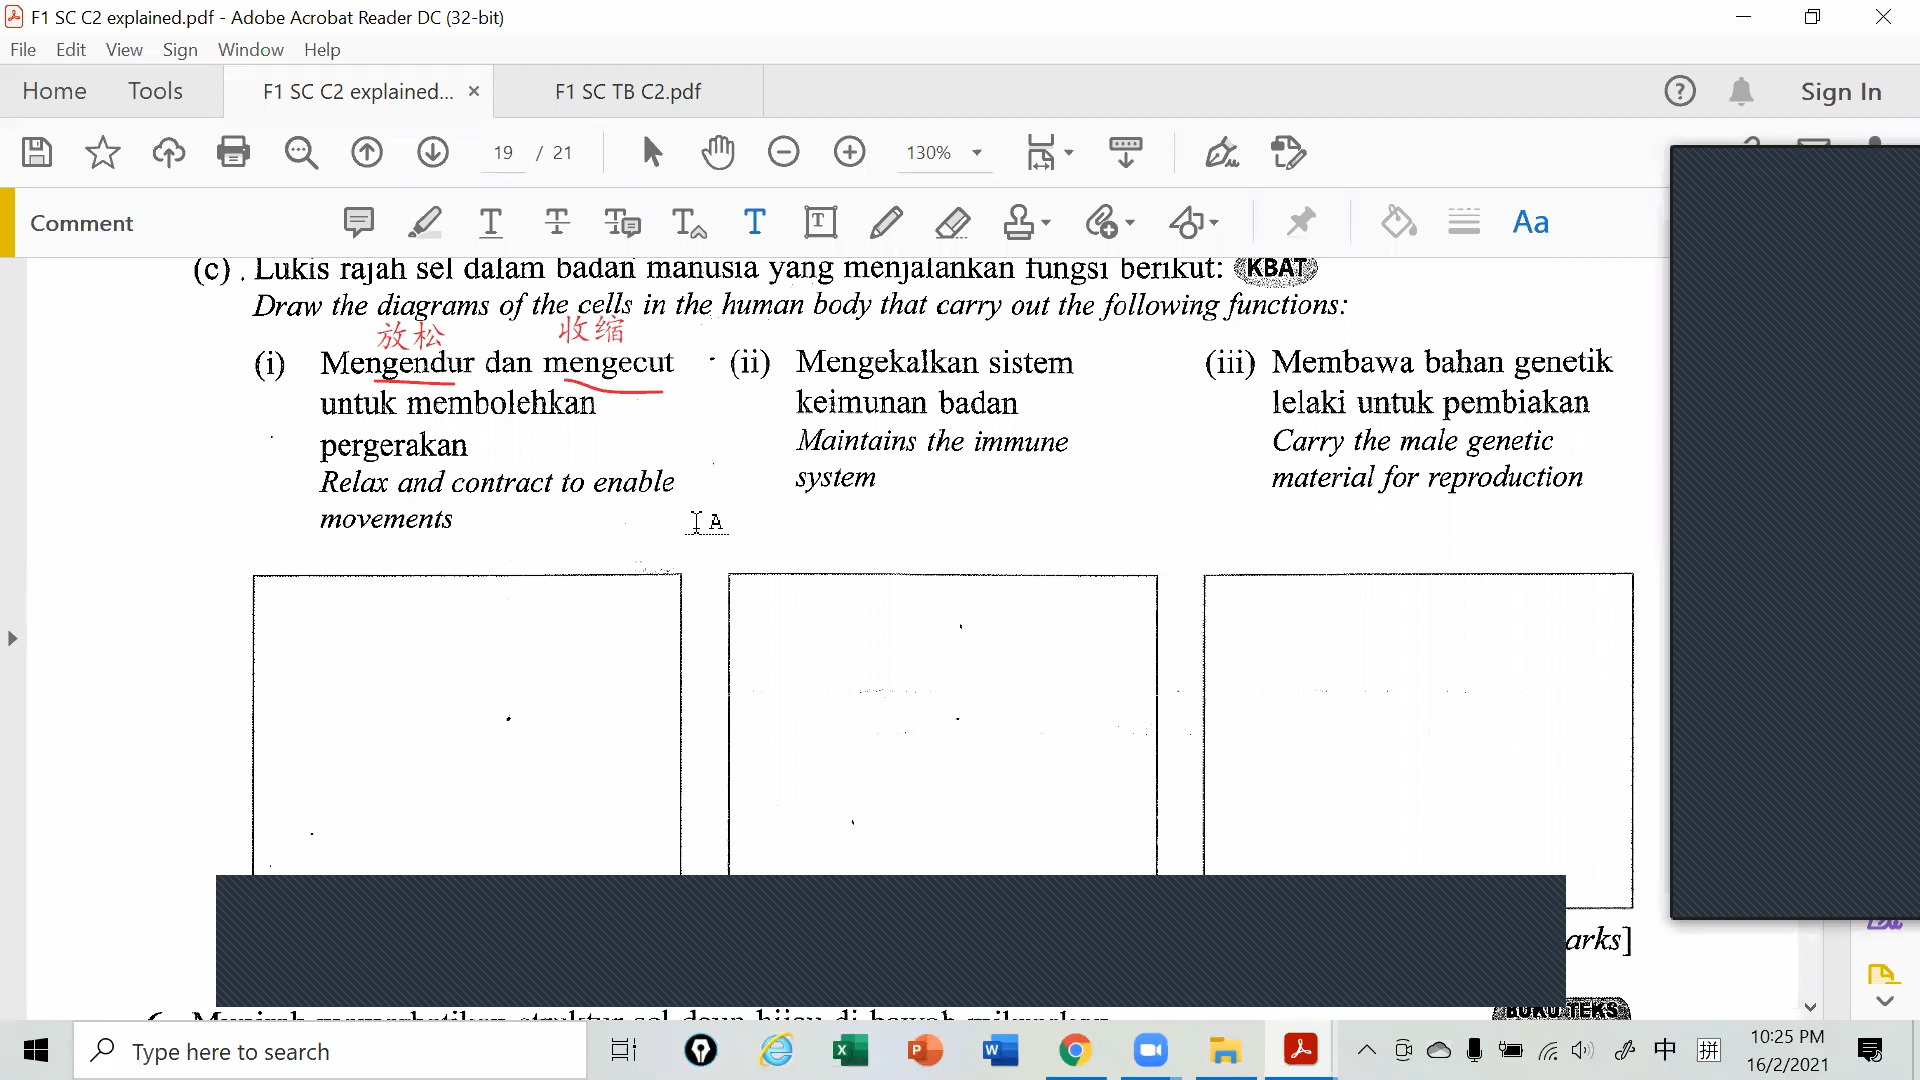 F1 SC C2 explained.pdf - Adobe Acrobat Reader DC (32-bit)
File Edit View Sign Window Help
Home Tools F1 SC C2 explained... × F1 SC TB C2.pdf Sign In
19 / 21 130%
Comment Aa
(c) . Lukis rajah sel dalam badan manusia yang menjalankan fungsi berikut: KBAT
Draw the diagrams of the cells in the human body that carry out the following functions:
放松 收缩
(i) Mengendur dan mengecut
untuk membolehkan
pergerakan
Relax and contract to enable
movements
(ii) Mengekalkan sistem
keimunan badan
Maintains the immune
system
(iii) Membawa bahan genetik
lelaki untuk pembiakan
Carry the male genetic
material for reproduction
A
arks]
BUKU TEKS
Type here to search
中 拼
10:25 PM
16/2/2021